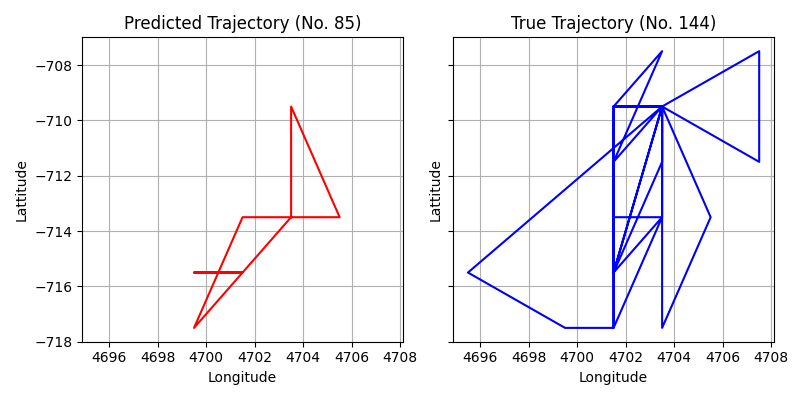 Predicted Trajectory (No. 85)
True Trajectory (No. 144)
Lattitude
−708
−710
−712
−714
−716
−718
4696 4698 4700 4702 4704 4706 4708
Longitude
Lattitude
4696 4698 4700 4702 4704 4706 4708
Longitude